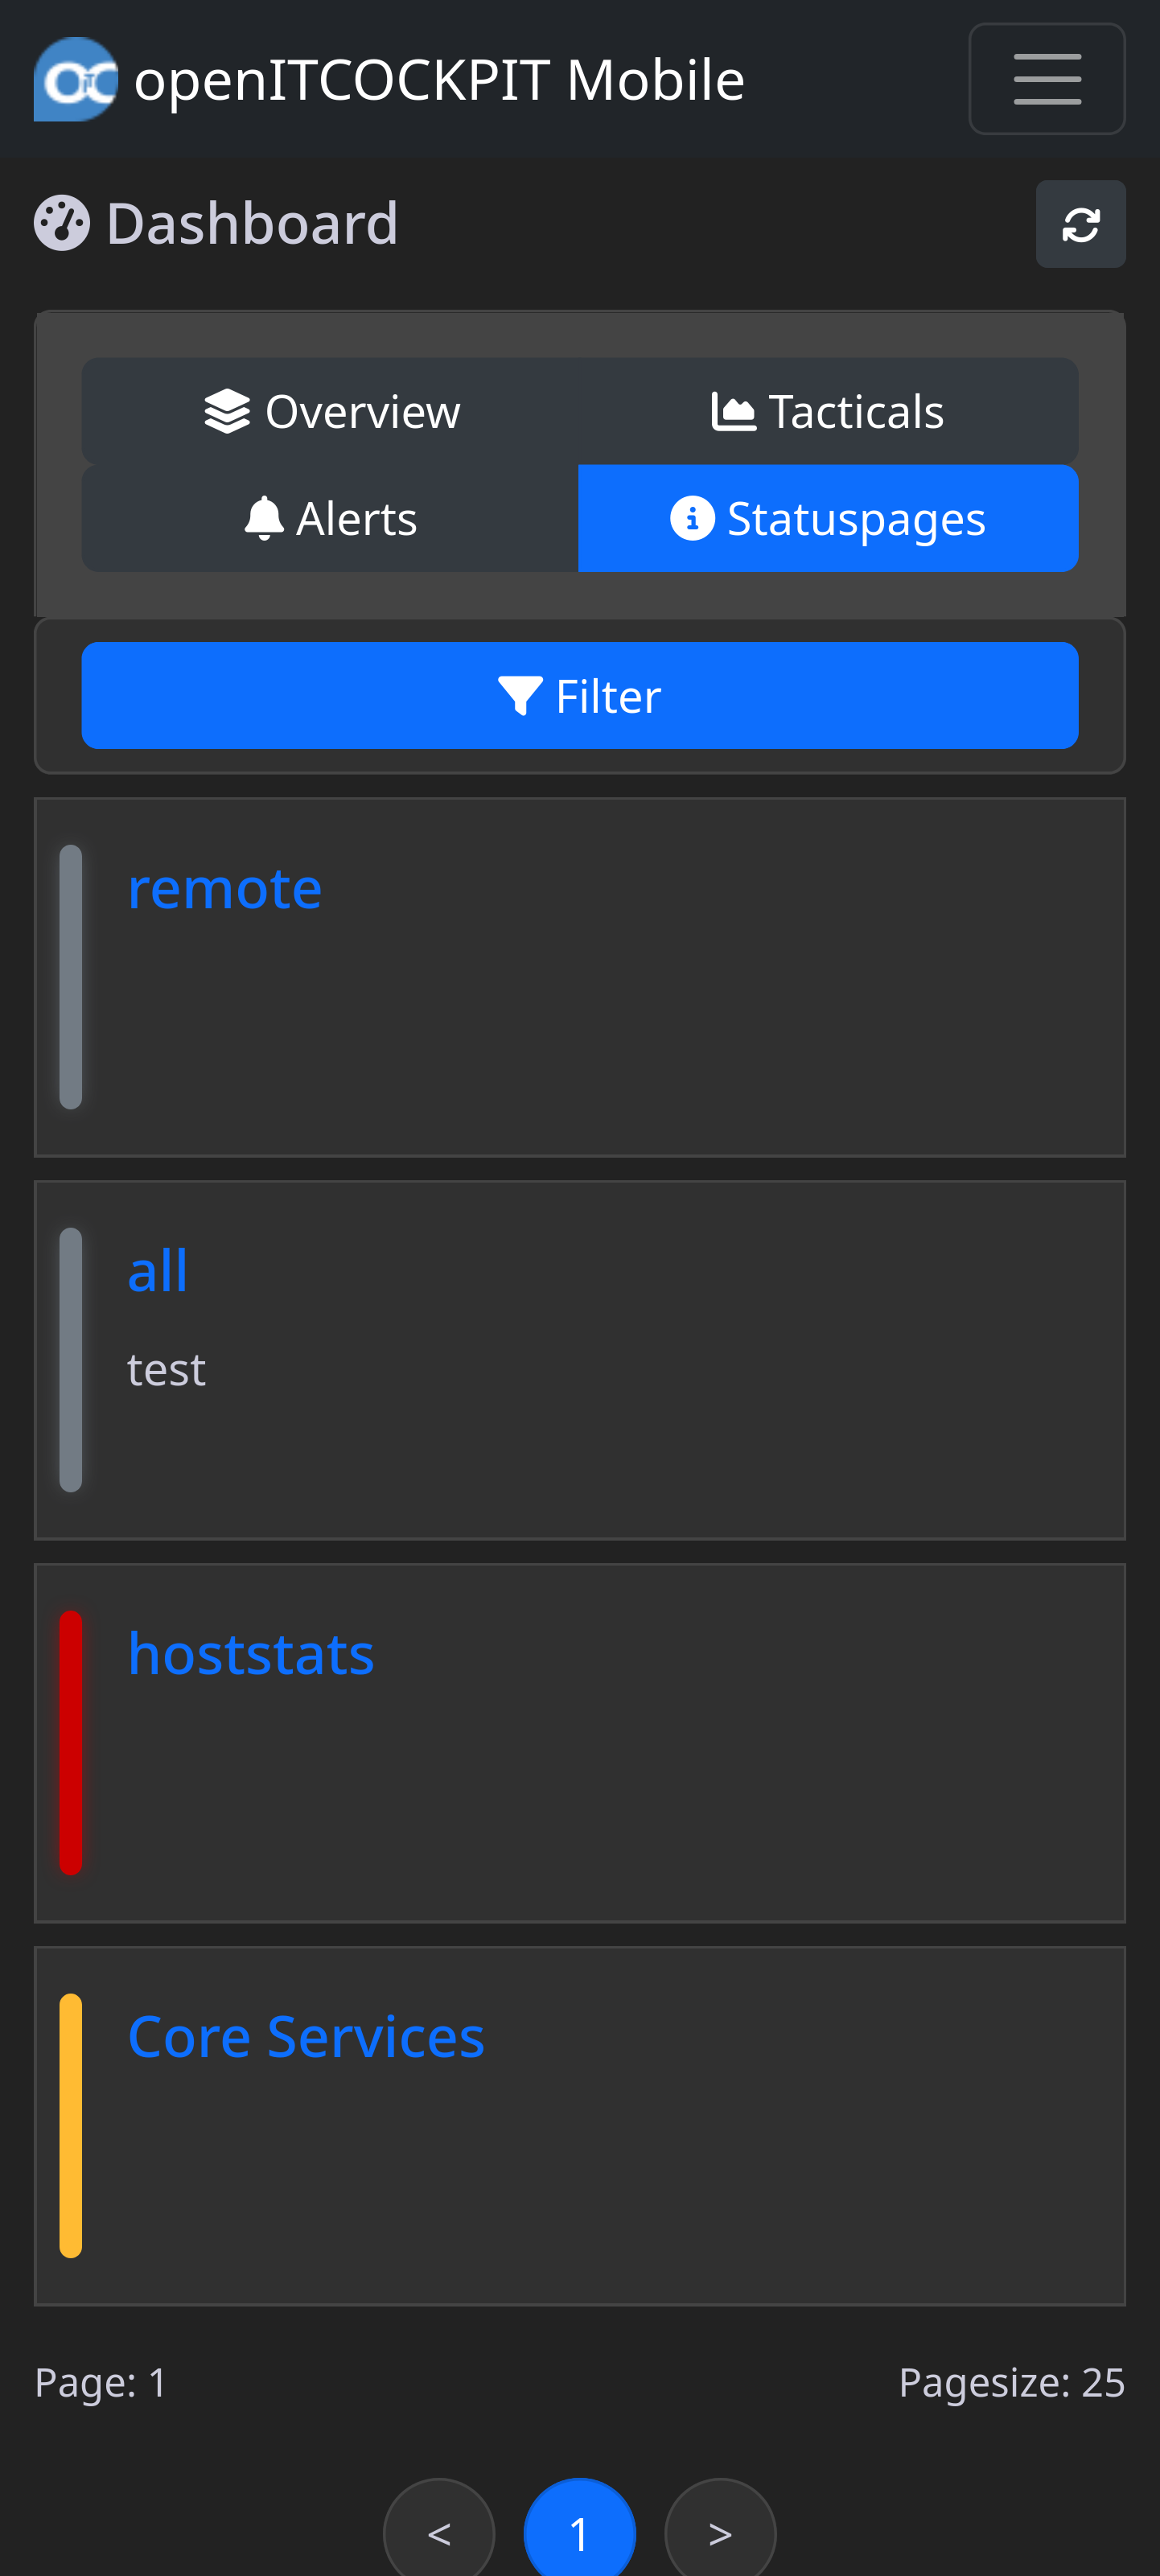 openITCOCKPIT Mobile
Dashboard
Overview
Tacticals
Alerts
Statuspages
Filter
remote
all
test
hoststats
Core Services
Page: 1
Pagesize: 25
< 1 >